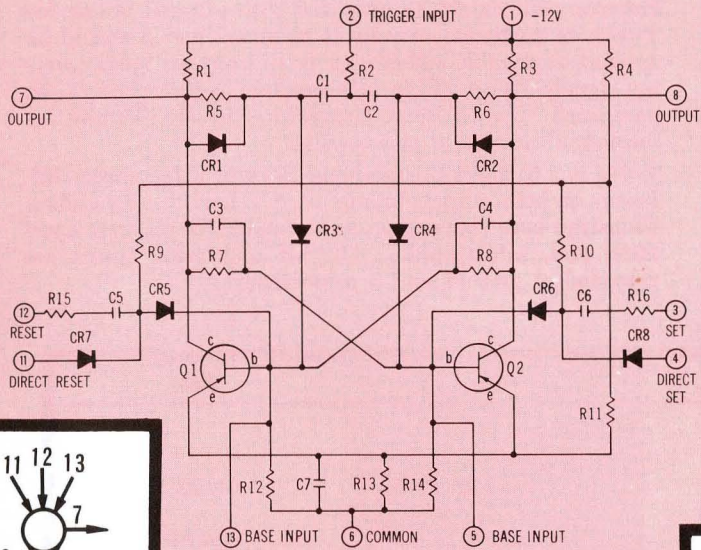 2 TRIGGER INPUT 1 -12V
R1 R2 R3 R4
C1 C2
7 R5 R6 8
OUTPUT OUTPUT
CR1 CR2
C3 C4
CR3 CR4
R9 R7 R8 R10
R15 C5 CR5 CR6 C6 R16
12 3
RESET SET
CR7 c c CR8
11 4
DIRECT RESET DIRECT
SET
Q1 b b Q2
e e
R11
11 12 13
7
R12 C7 R13 R14
13 BASE INPUT 6 COMMON 5 BASE INPUT